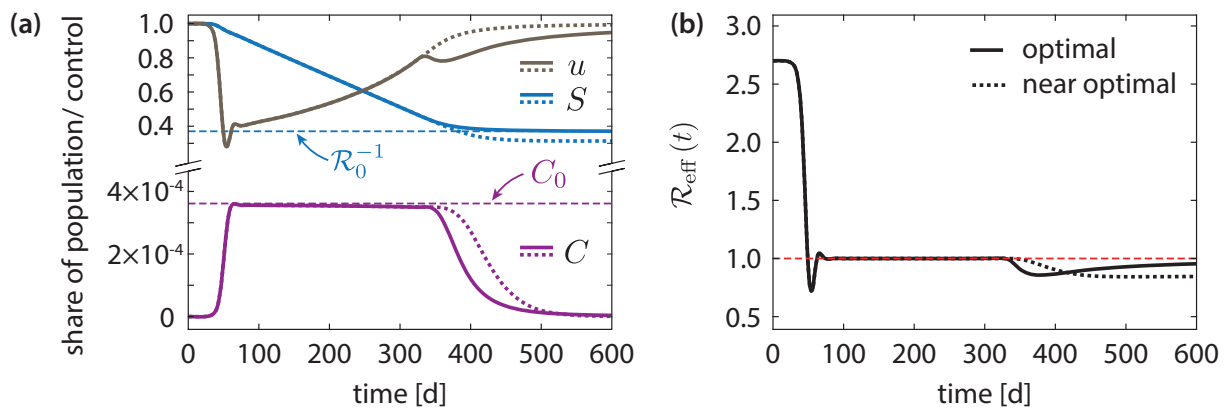 (a)
share of population/ control
1.0
0.8
0.6
0.4
4×10⁻⁴
2×10⁻⁴
0
u
S
R₀⁻¹
C₀
C
0 100 200 300 400 500 600
time [d]
(b)
R_eff (t)
3.0
2.5
2.0
1.5
1.0
0.5
optimal
near optimal
0 100 200 300 400 500 600
time [d]